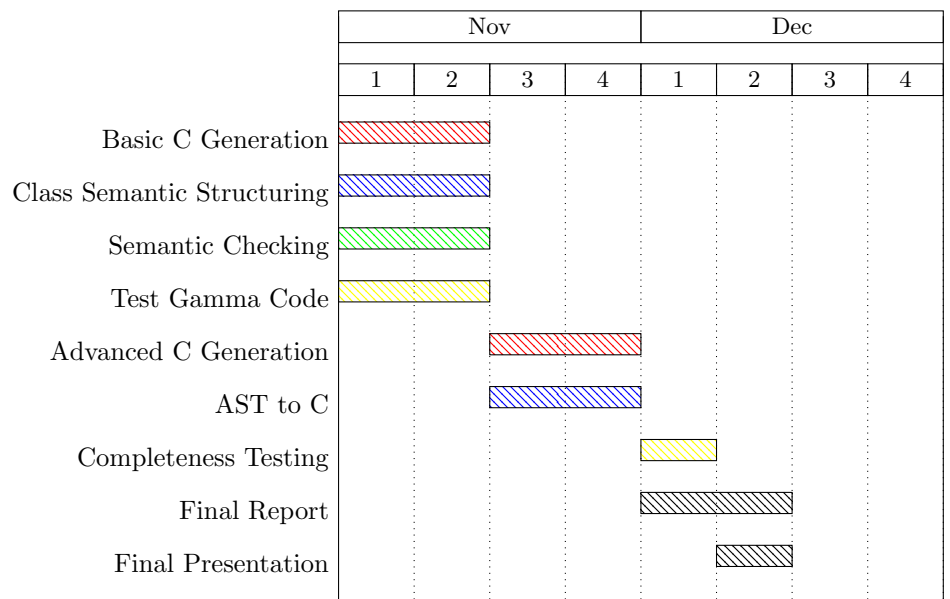 Nov Dec
1 2 3 4 1 2 3 4
Basic C Generation
Class Semantic Structuring
Semantic Checking
Test Gamma Code
Advanced C Generation
AST to C
Completeness Testing
Final Report
Final Presentation